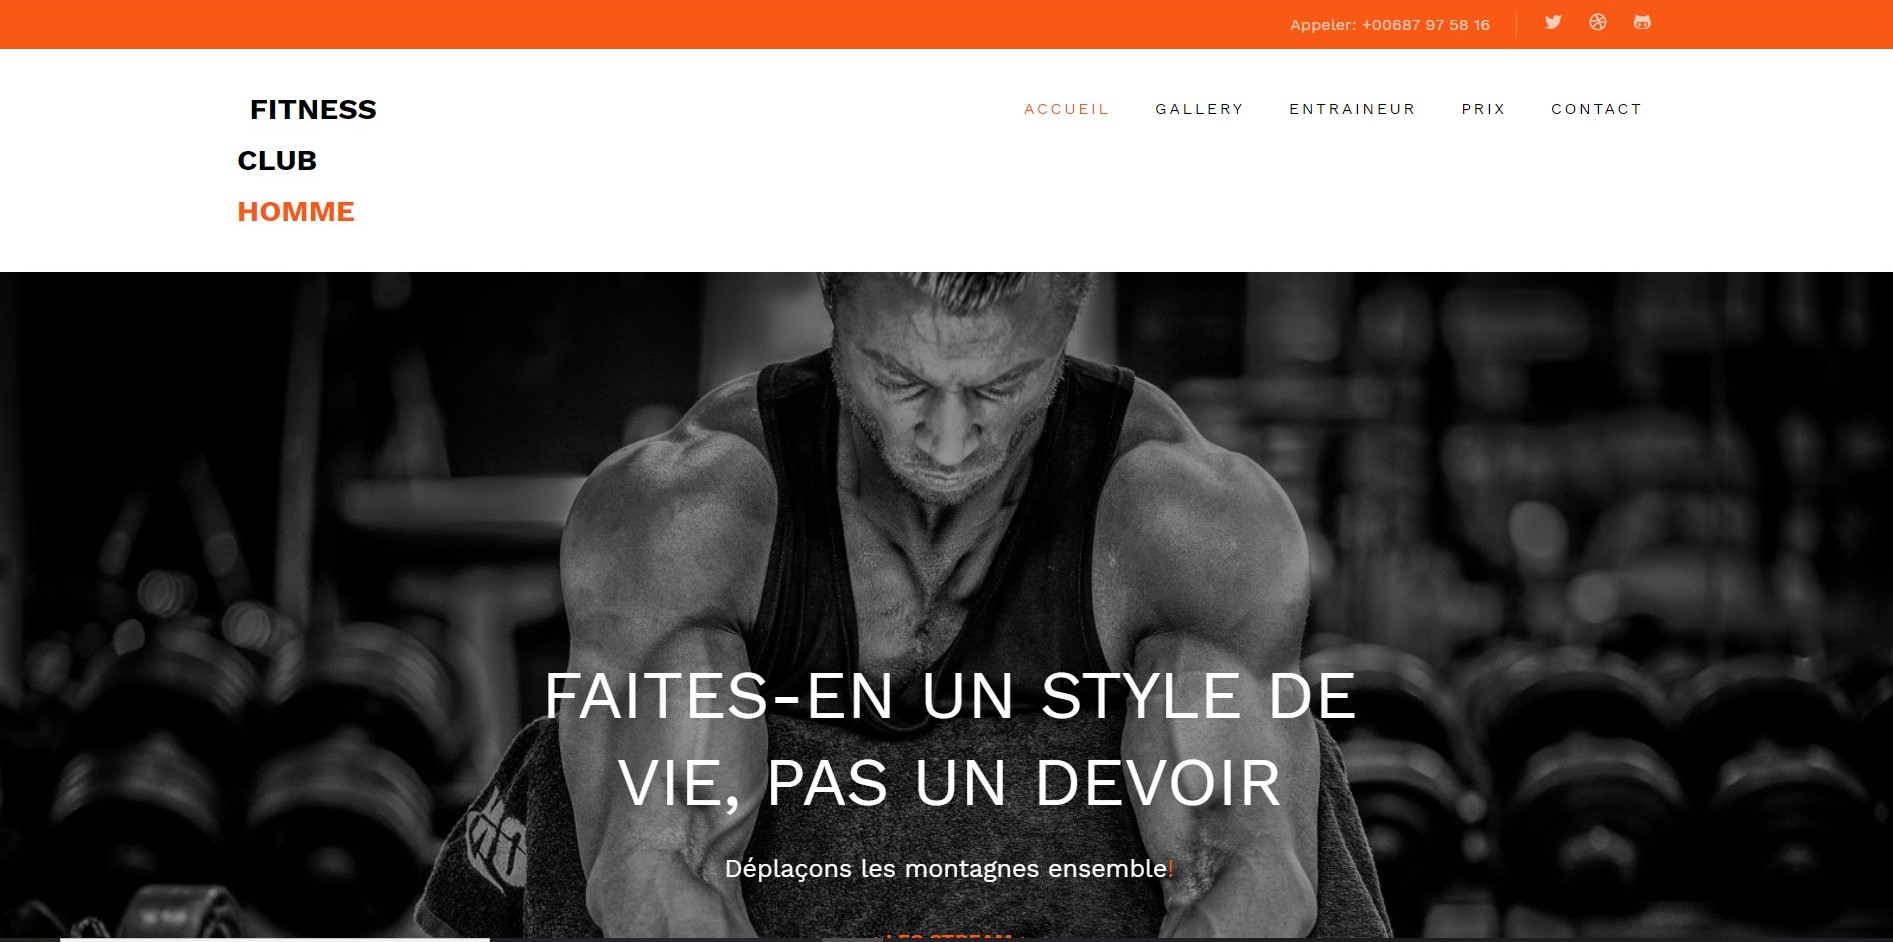 Appeler: +00687 97 58 16
FITNESS
CLUB
HOMME
ACCUEIL GALLERY ENTRAINEUR PRIX CONTACT
FAITES-EN UN STYLE DE
VIE, PAS UN DEVOIR
Déplaçons les montagnes ensemble!